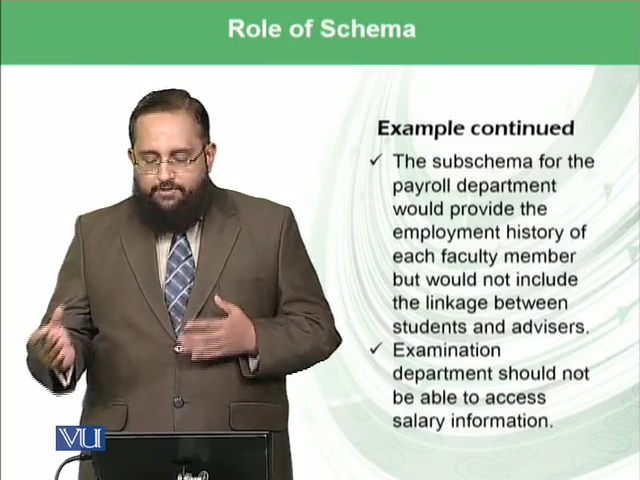 Role of Schema
Example continued
✓ The subschema for the
payroll department
would provide the
employment history of
each faculty member
but would not include
the linkage between
students and advisers.
✓ Examination
department should not
be able to access
salary information.
VU